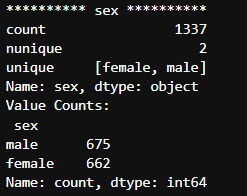 ********** sex **********
count 1337
nunique 2
unique [female, male]
Name: sex, dtype: object
Value Counts:
sex
male 675
female 662
Name: count, dtype: int64